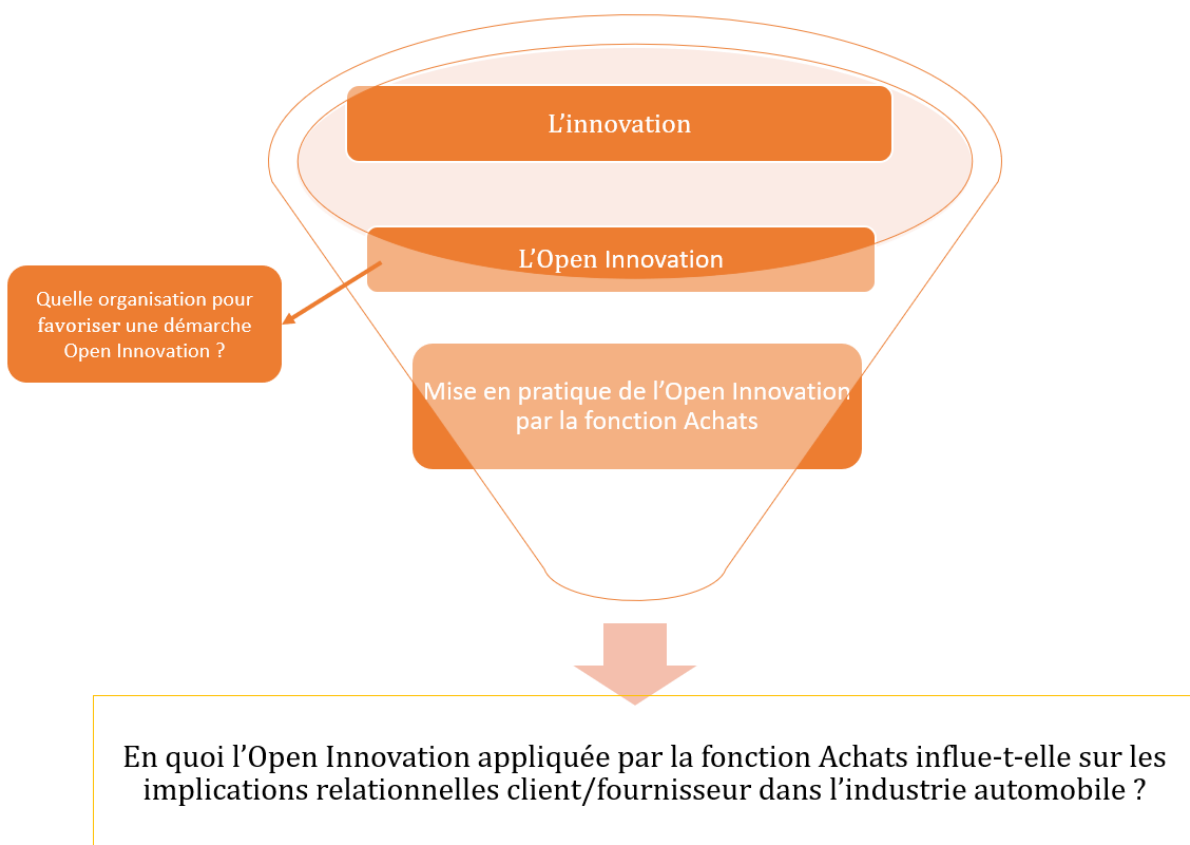 L’innovation
L’Open Innovation
Quelle organisation pour
favoriser une démarche
Open Innovation ?
Mise en pratique de l’Open Innovation
par la fonction Achats
En quoi l’Open Innovation appliquée par la fonction Achats influe-t-elle sur les
implications relationnelles client/fournisseur dans l’industrie automobile ?